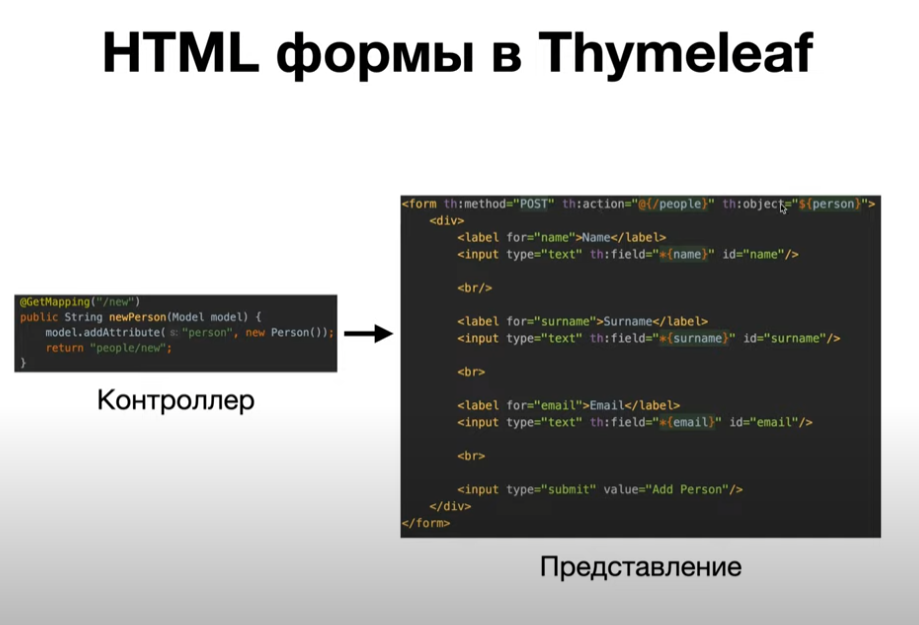 HTML формы в Thymeleaf
@GetMapping("/new")
public String newPerson(Model model) {
model.addAttribute( s: "person", new Person());
return "people/new";
}
Контроллер
<form th:method="POST" th:action="@{/people}" th:object="${person}">
<div>
<label for="name">Name</label>
<input type="text" th:field="*{name}" id="name"/>
<br/>
<label for="surname">Surname</label>
<input type="text" th:field="*{surname}" id="surname"/>
<br>
<label for="email">Email</label>
<input type="text" th:field="*{email}" id="email"/>
<br>
<input type="submit" value="Add Person"/>
</div>
</form>
Представление